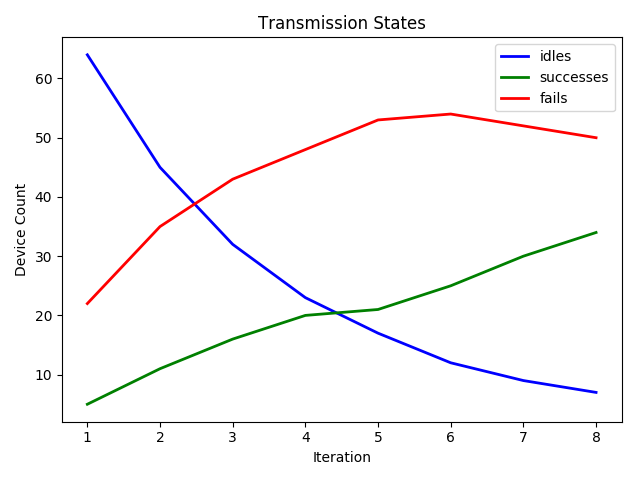 Transmission States
idles
successes
fails
60
50
40
30
20
10
Device Count
1 2 3 4 5 6 7 8
Iteration